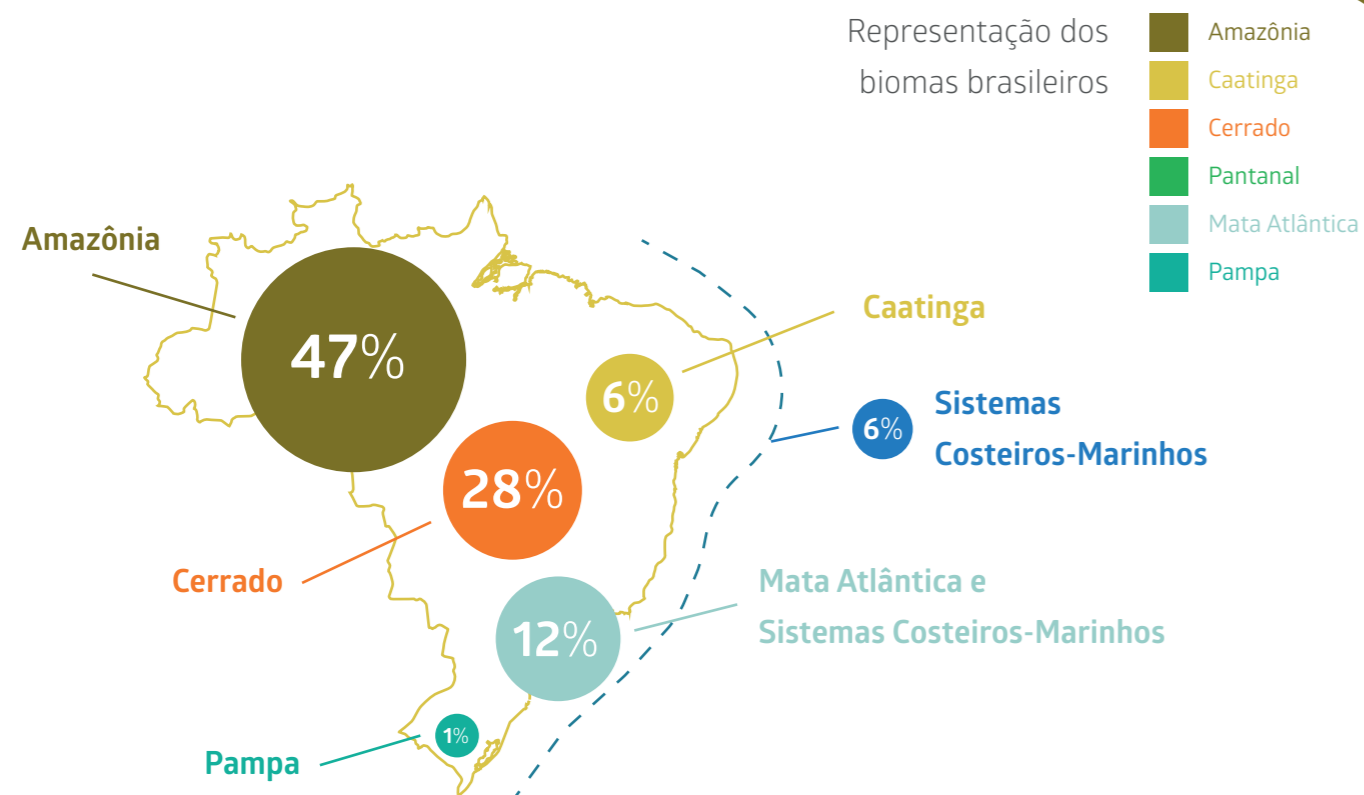 Representação dos
biomas brasileiros
Amazônia
Caatinga
Cerrado
Pantanal
Mata Atlântica
Pampa
Amazônia
47%
Caatinga
6%
Sistemas
Costeiros-Marinhos
6%
28%
Cerrado
Mata Atlântica e
Sistemas Costeiros-Marinhos
12%
Pampa
1%